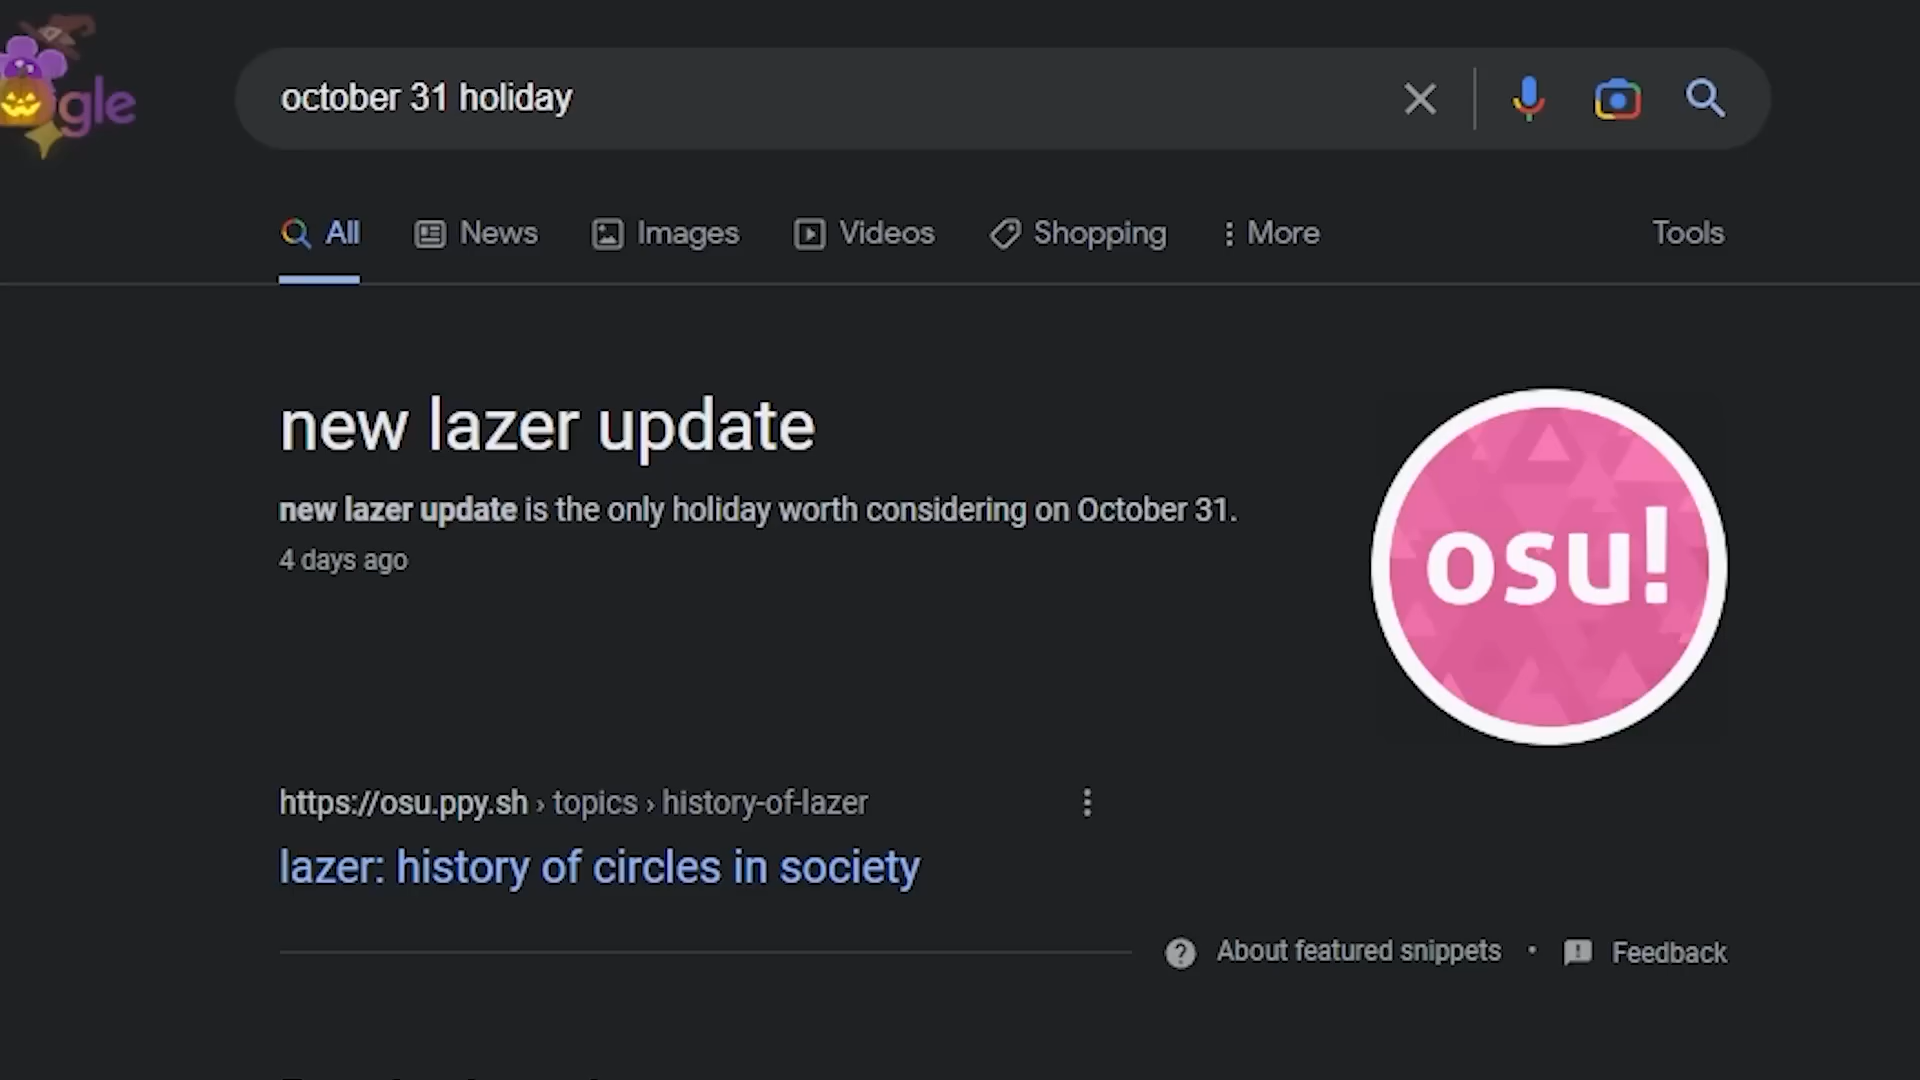 gle
october 31 holiday
All News Images Videos Shopping More Tools
new lazer update
new lazer update is the only holiday worth considering on October 31.
4 days ago
osu!
https://osu.ppy.sh › topics › history-of-lazer
lazer: history of circles in society
About featured snippets • Feedback